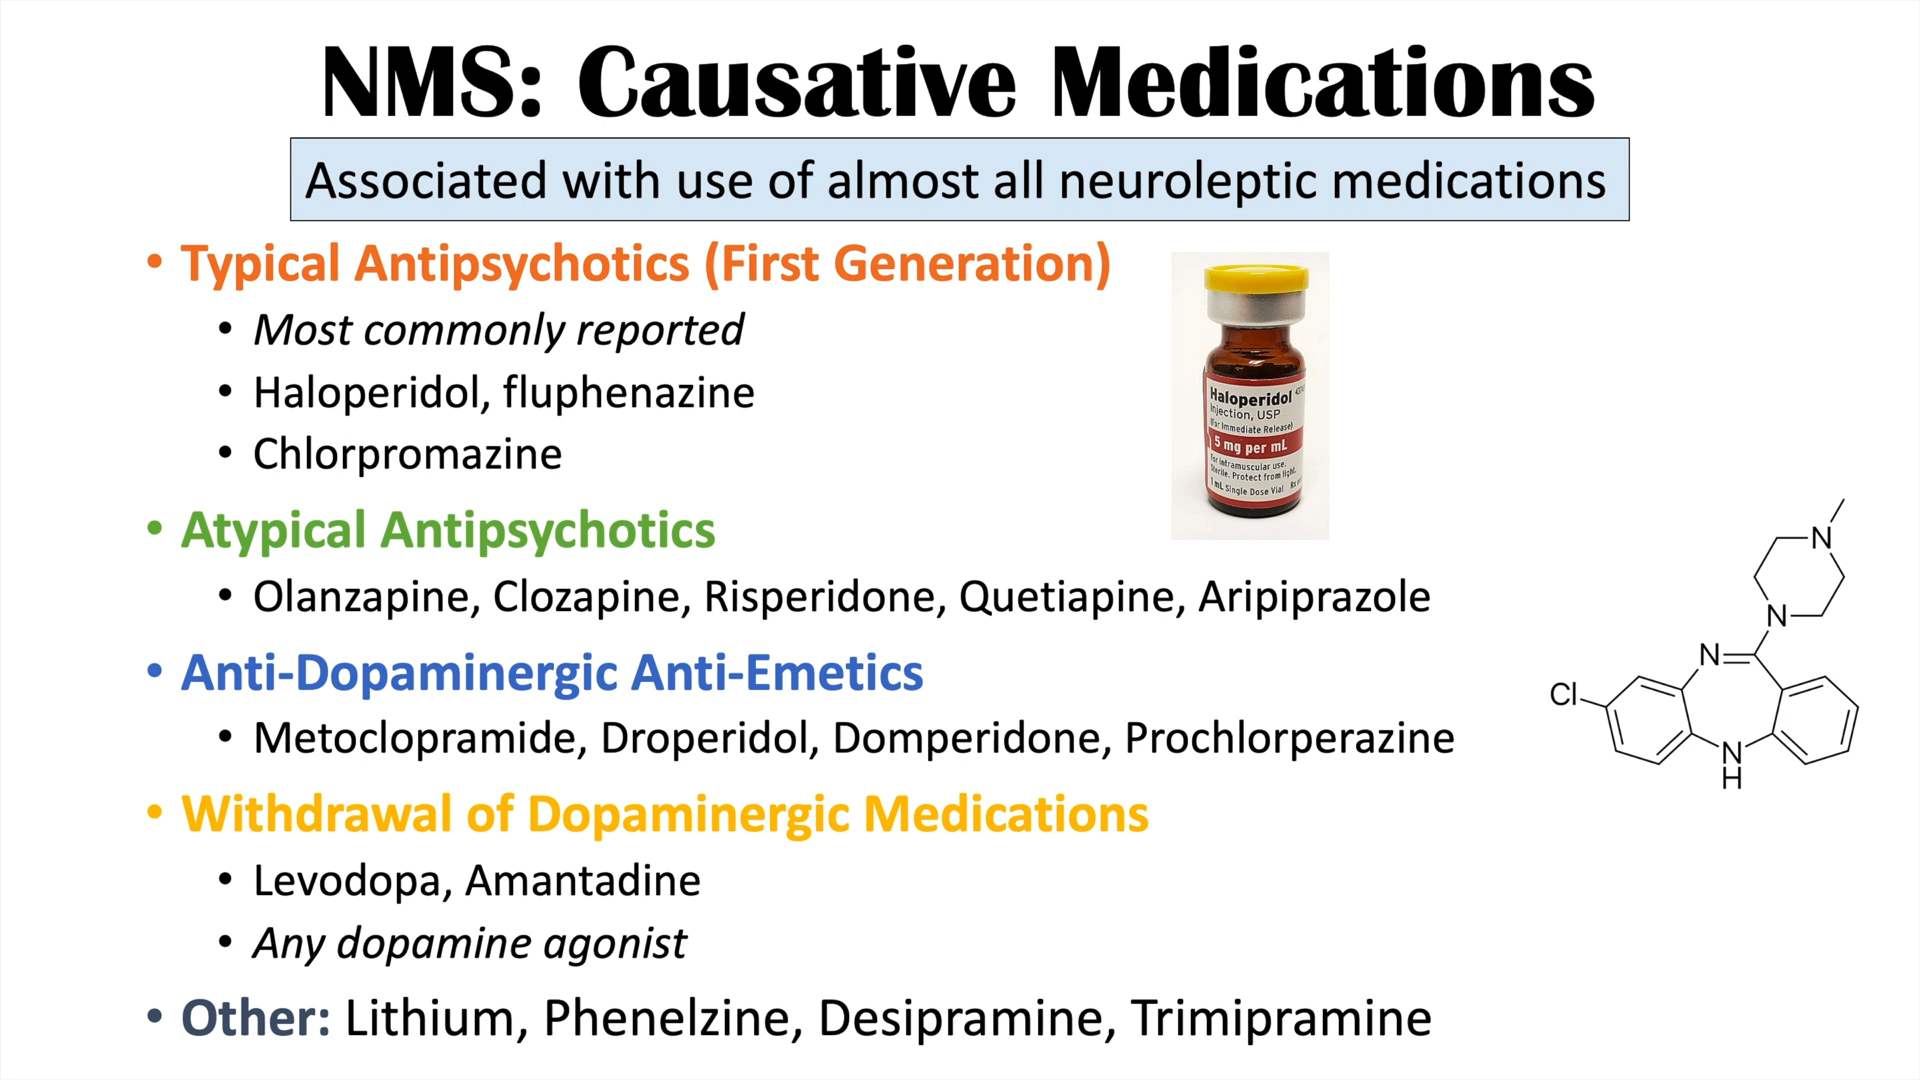 NMS: Causative Medications
Associated with use of almost all neuroleptic medications
• Typical Antipsychotics (First Generation)
• Most commonly reported
• Haloperidol, fluphenazine
• Chlorpromazine
Haloperidol
Injection, USP
(For Immediate Release)
5 mg per mL
For intramuscular use.
Sterile. Protect from light.
1 mL Single Dose Vial
• Atypical Antipsychotics
• Olanzapine, Clozapine, Risperidone, Quetiapine, Aripiprazole
• Anti-Dopaminergic Anti-Emetics
• Metoclopramide, Droperidol, Domperidone, Prochlorperazine
• Withdrawal of Dopaminergic Medications
• Levodopa, Amantadine
• Any dopamine agonist
• Other: Lithium, Phenelzine, Desipramine, Trimipramine
N
N
N
Cl
N
H